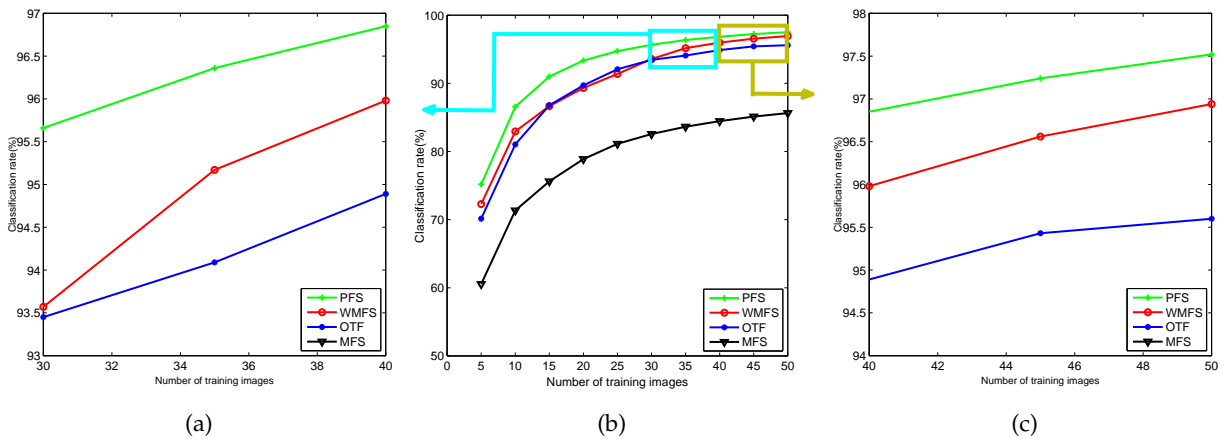 97
96.5
96
95.5
95
94.5
94
93.5
93
30
32
34
36
38
40
Classification rate(%)
Number of training images
PFS
WMFS
OTF
MFS
(a)
100
90
80
70
60
50
0
5
10
15
20
25
30
35
40
45
50
Classification rate(%)
Number of training images
PFS
WMFS
OTF
MFS
(b)
98
97.5
97
96.5
96
95.5
95
94.5
94
40
42
44
46
48
50
Classification rate(%)
Number of training images
PFS
WMFS
OTF
MFS
(c)